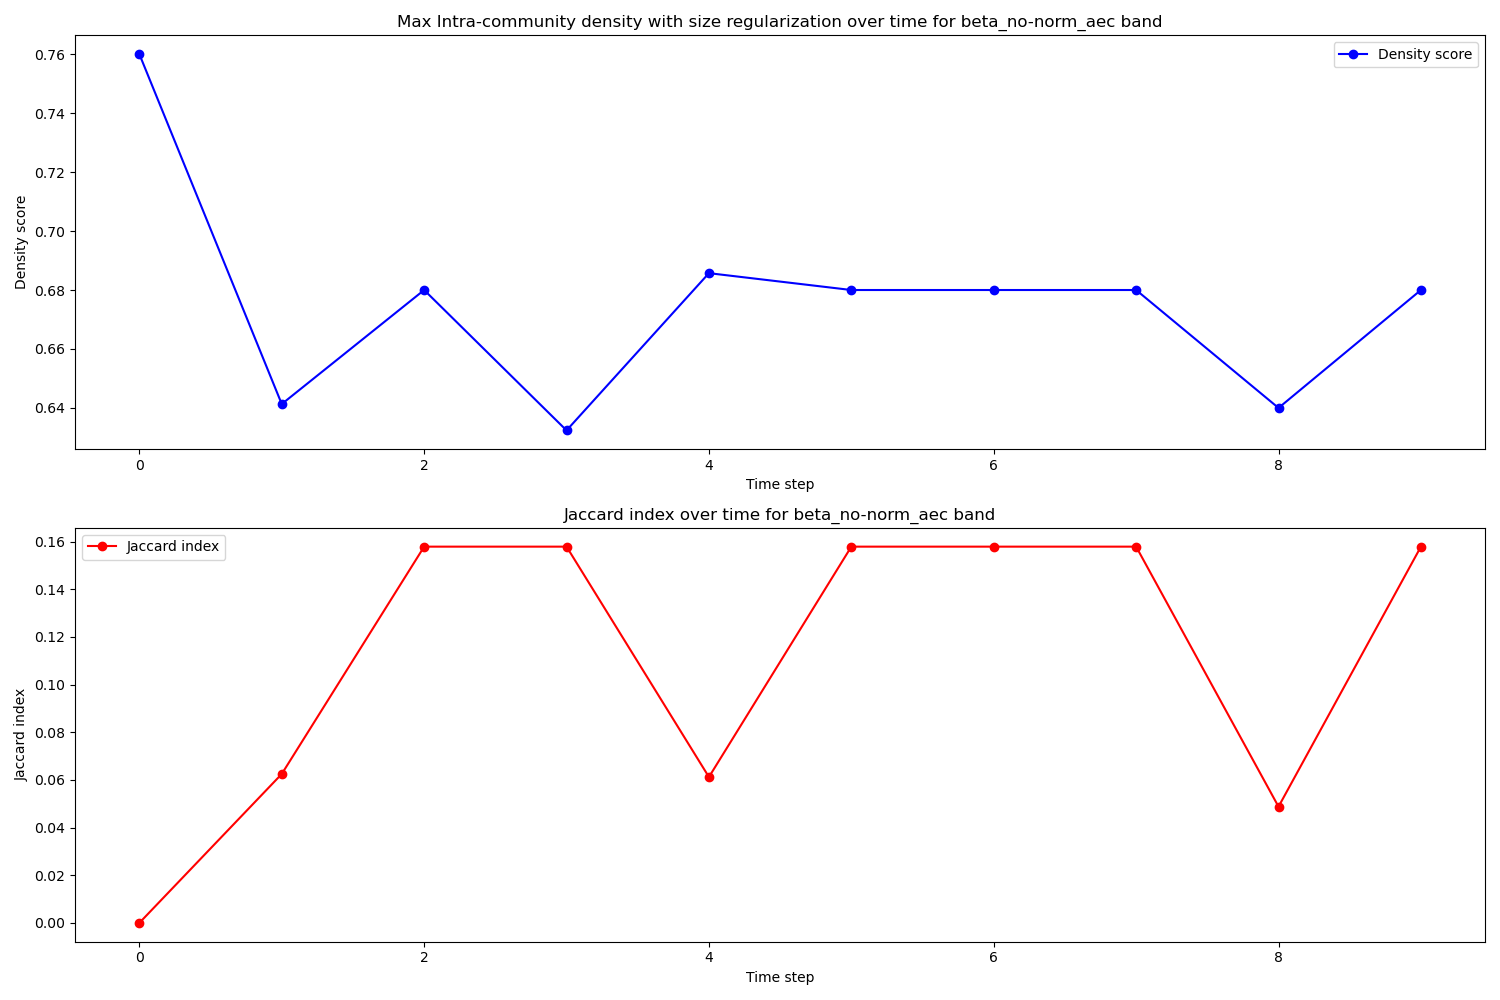 Max Intra-community density with size regularization over time for beta_no-norm_aec band
Density score
0.76
0.74
0.72
0.70
0.68
0.66
0.64
Density score
0 2 4 6 8
Time step
Jaccard index over time for beta_no-norm_aec band
Jaccard index
0.16
0.14
0.12
0.10
0.08
0.06
0.04
0.02
0.00
Jaccard index
0 2 4 6 8
Time step